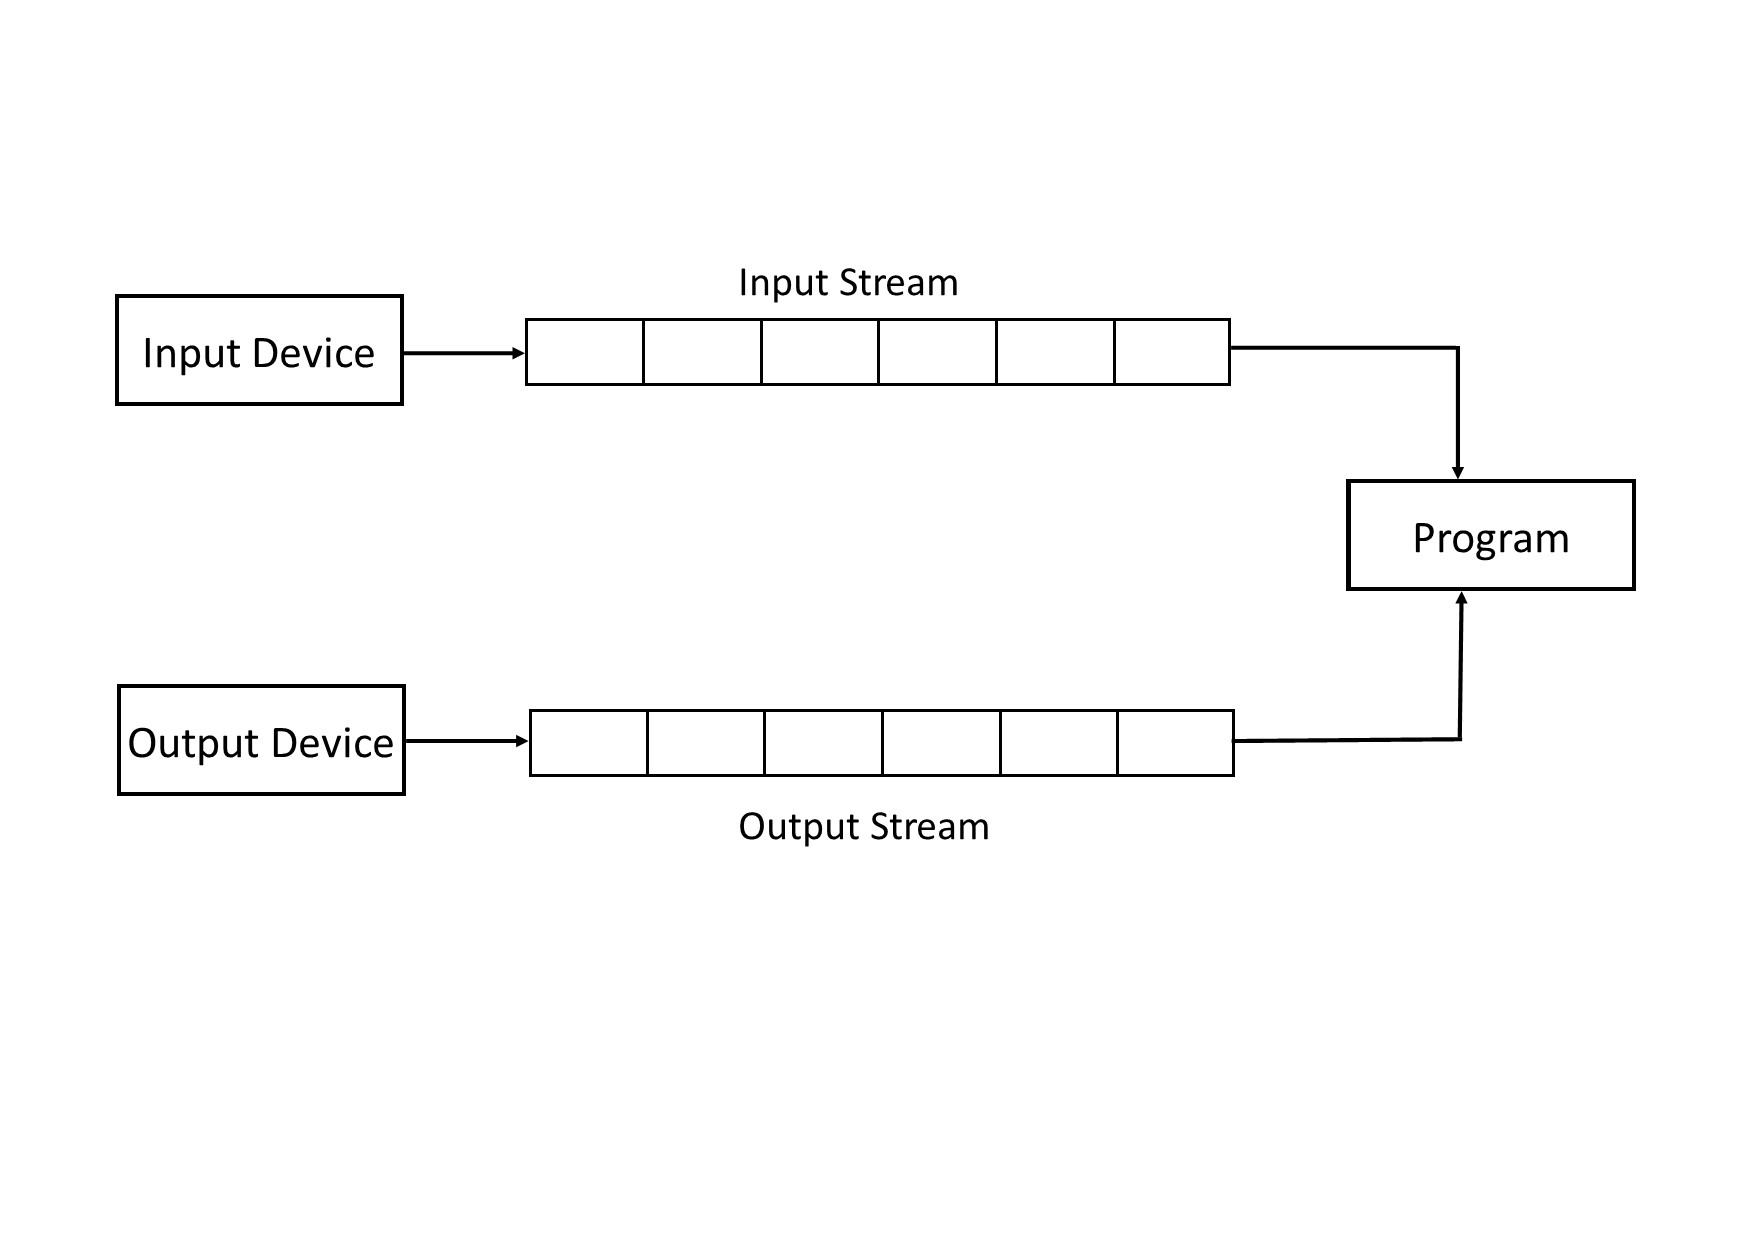 Input Stream
Input Device
Program
Output Device
Output Stream